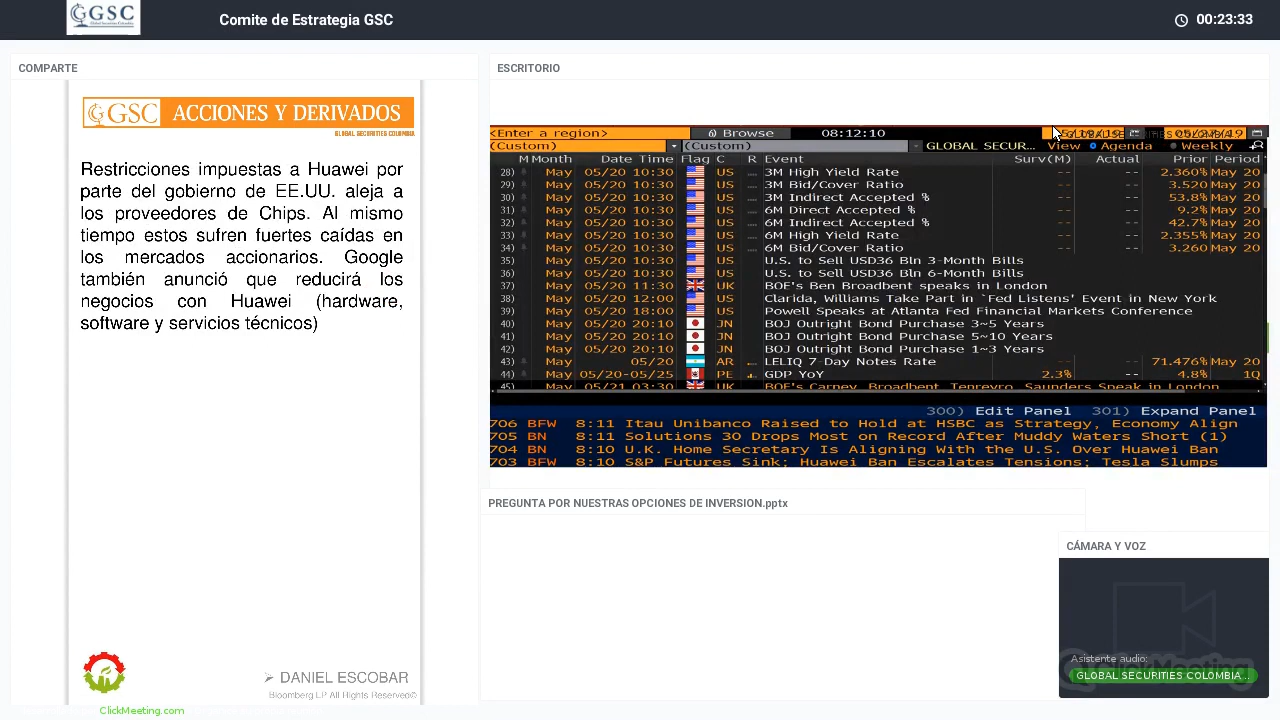 GSC
Global Securities Colombia
Comite de Estrategia GSC
00:23:33
COMPARTE
GSC ACCIONES Y DERIVADOS
GLOBAL SECURITIES COLOMBIA
Restricciones impuestas a Huawei por
parte del gobierno de EE.UU. aleja a
los proveedores de Chips. Al mismo
tiempo estos sufren fuertes caídas en
los mercados accionarios. Google
también anunció que reducirá los
negocios con Huawei (hardware,
software y servicios técnicos)
➢ DANIEL ESCOBAR
Bloomberg LP All Rights Reserved©
ClickMeeting.com
ESCRITORIO
<Enter a region> Browse 08:12:10
(Custom) (Custom) GLOBAL SECUR... View Agenda Weekly
M Month Date Time Flag C R Event Surv(M) Actual Prior Period
28) May 05/20 10:30 US 3M High Yield Rate -- -- 2.360% May 20
29) May 05/20 10:30 US 3M Bid/Cover Ratio -- -- 3.520 May 20
30) May 05/20 10:30 US 3M Indirect Accepted % -- -- 53.8% May 20
31) May 05/20 10:30 US 6M Direct Accepted % -- -- 9.2% May 20
32) May 05/20 10:30 US 6M Indirect Accepted % -- -- 42.7% May 20
33) May 05/20 10:30 US 6M High Yield Rate -- -- 2.355% May 20
34) May 05/20 10:30 US 6M Bid/Cover Ratio -- -- 3.260 May 20
35) May 05/20 10:30 US U.S. to Sell USD36 Bln 3-Month Bills
36) May 05/20 10:30 US U.S. to Sell USD36 Bln 6-Month Bills
37) May 05/20 11:30 UK BOE's Ben Broadbent speaks in London
38) May 05/20 12:00 US Clarida, Williams Take Part in `Fed Listens' Event in New York
39) May 05/20 18:00 US Powell Speaks at Atlanta Fed Financial Markets Conference
40) May 05/20 20:10 JN BOJ Outright Bond Purchase 3~5 Years
41) May 05/20 20:10 JN BOJ Outright Bond Purchase 5~10 Years
42) May 05/20 20:10 JN BOJ Outright Bond Purchase 1~3 Years
43) May 05/20 AR LELIQ 7-Day Notes Rate -- -- 71.476% May 20
44) May 05/20-05/25 PE GDP YoY 2.3% -- 4.8% 1Q
45) May 05/21 03:30 UK BOE's Carney, Broadbent, Tenreyro, Saunders Speak in London
300) Edit Panel 301) Expand Panel
706 BFW 8:11 Itau Unibanco Raised to Hold at HSBC as Strategy, Economy Align
705 BN 8:11 Solutions 30 Drops Most on Record After Muddy Waters Short (1)
704 BN 8:10 U.K. Home Secretary Is Aligning With the U.S. Over Huawei Ban
703 BFW 8:10 S&P Futures Sink; Huawei Ban Escalates Tensions; Tesla Slumps
PREGUNTA POR NUESTRAS OPCIONES DE INVERSION.pptx
CÁMARA Y VOZ
Asistente audio:
ClickMeeting
GLOBAL SECURITIES COLOMBIA ..